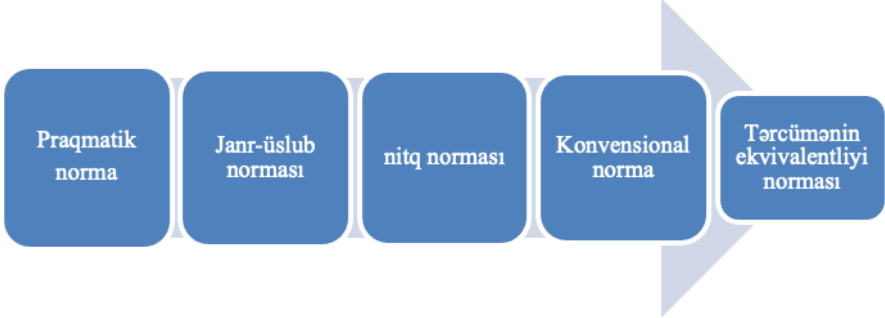 Praqmatik
norma
Janr-üslub
norması
nitq norması
Konvensional
norma
Tərcümənin
ekvivalentliyi
norması